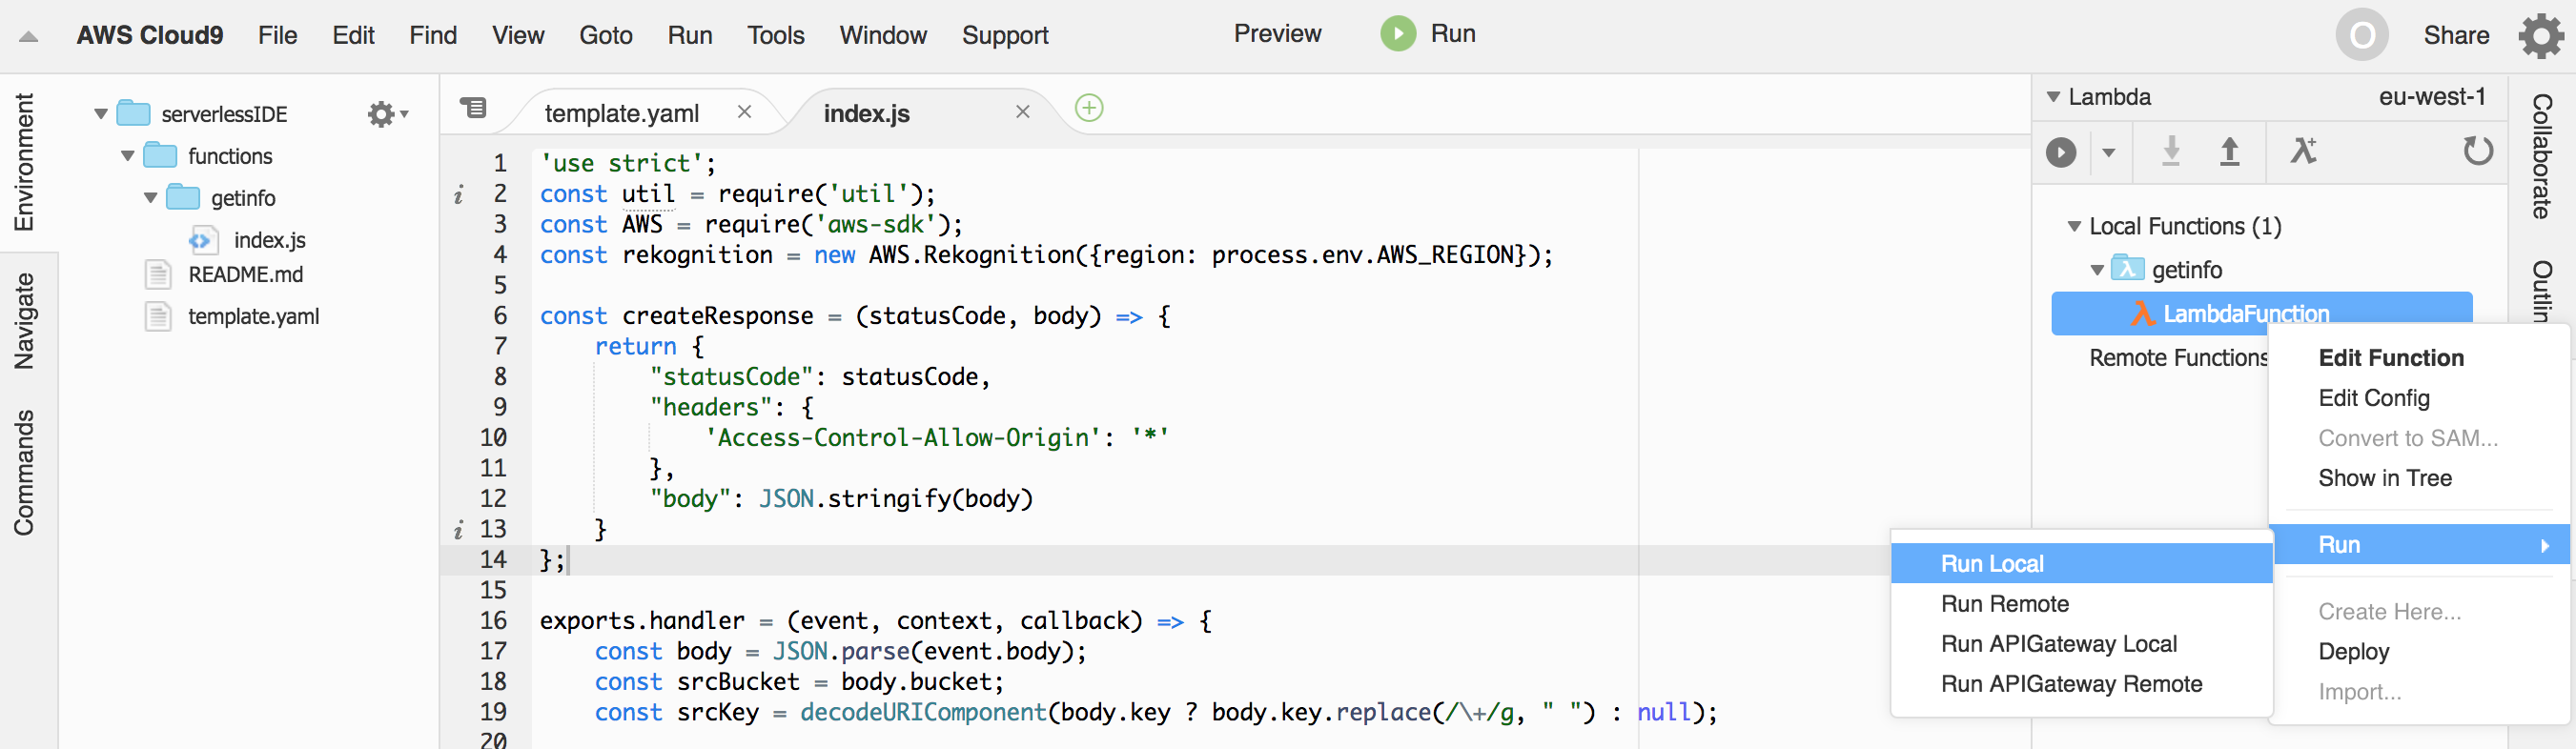 AWS Cloud9 File Edit Find View Goto Run Tools Window Support Preview Run O Share
Environment
Navigate
Commands
serverlessIDE
functions
getinfo
index.js
README.md
template.yaml
template.yaml index.js
1 'use strict';
i 2 const util = require('util');
3 const AWS = require('aws-sdk');
4 const rekognition = new AWS.Rekognition({region: process.env.AWS_REGION});
5
6 const createResponse = (statusCode, body) => {
7     return {
8         "statusCode": statusCode,
9         "headers": {
10             'Access-Control-Allow-Origin': '*'
11         },
12         "body": JSON.stringify(body)
i 13     }
14 };
15
16 exports.handler = (event, context, callback) => {
17     const body = JSON.parse(event.body);
18     const srcBucket = body.bucket;
19     const srcKey = decodeURIComponent(body.key ? body.key.replace(/\+/g, " ") : null);
20
Lambda eu-west-1
Local Functions (1)
getinfo
LambdaFunction
Remote Functions
Edit Function
Edit Config
Convert to SAM...
Show in Tree
Run
Create Here...
Deploy
Import...
Run Local
Run Remote
Run APIGateway Local
Run APIGateway Remote
Collaborate
Outlin